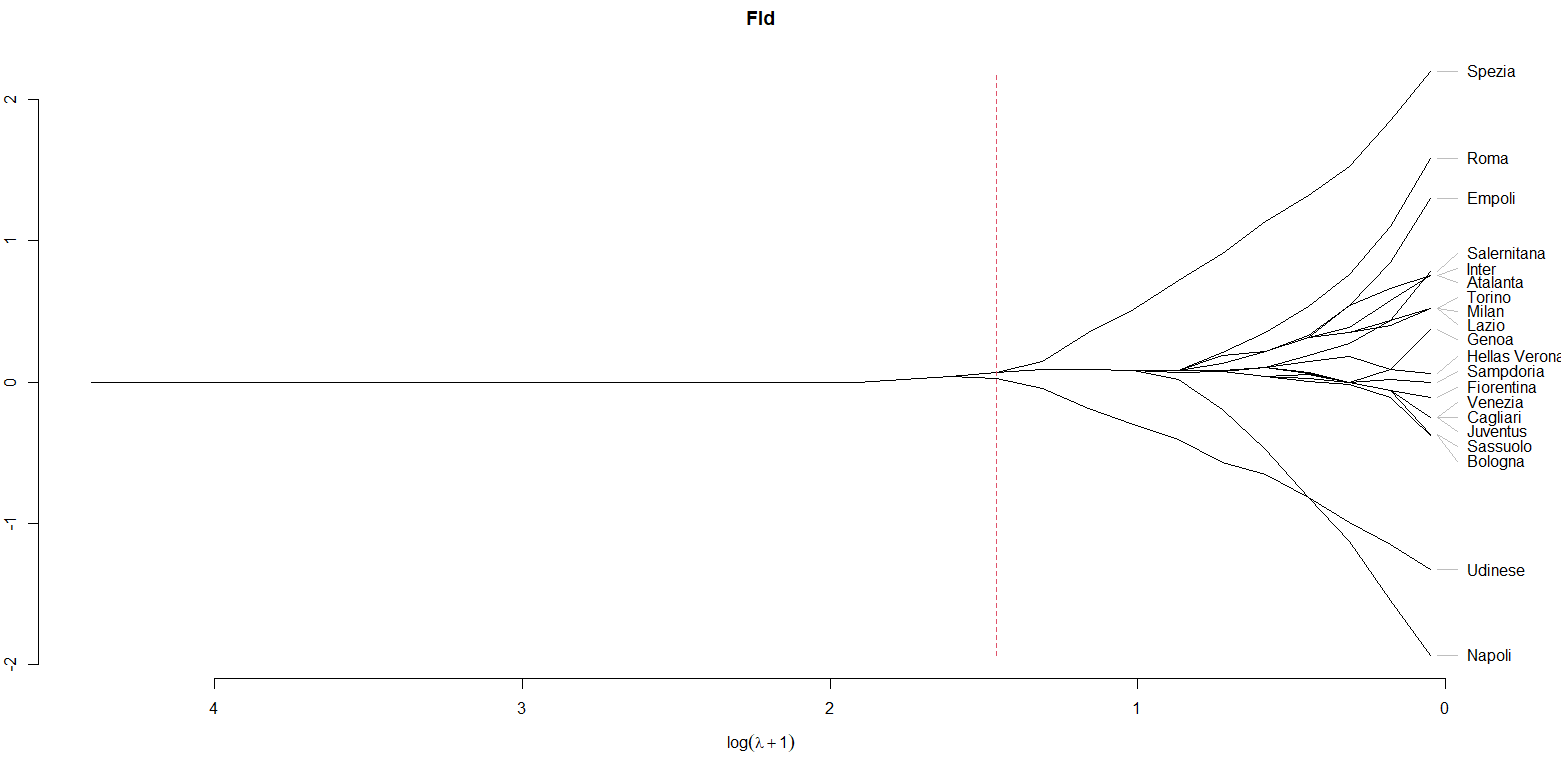 Fld
2
1
0
-1
-2
Spezia
Roma
Empoli
Salernitana
Inter
Atalanta
Torino
Milan
Lazio
Genoa
Hellas Verona
Sampdoria
Fiorentina
Venezia
Cagliari
Juventus
Sassuolo
Bologna
Udinese
Napoli
4 3 2 1 0
log(λ + 1)